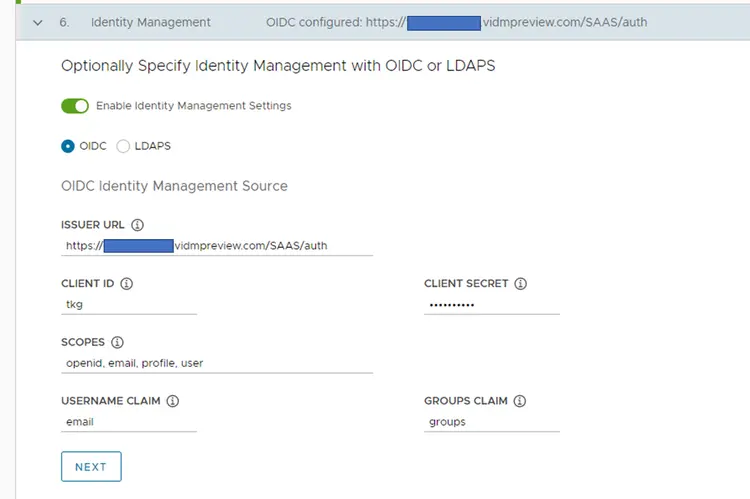 6. Identity Management OIDC configured: https:// .vidmpreview.com/SAAS/auth
Optionally Specify Identity Management with OIDC or LDAPS
Enable Identity Management Settings
OIDC LDAPS
OIDC Identity Management Source
ISSUER URL
https:// vidmpreview.com/SAAS/auth
CLIENT ID CLIENT SECRET
tkg ••••••••••
SCOPES
openid, email, profile, user
USERNAME CLAIM GROUPS CLAIM
email groups
NEXT